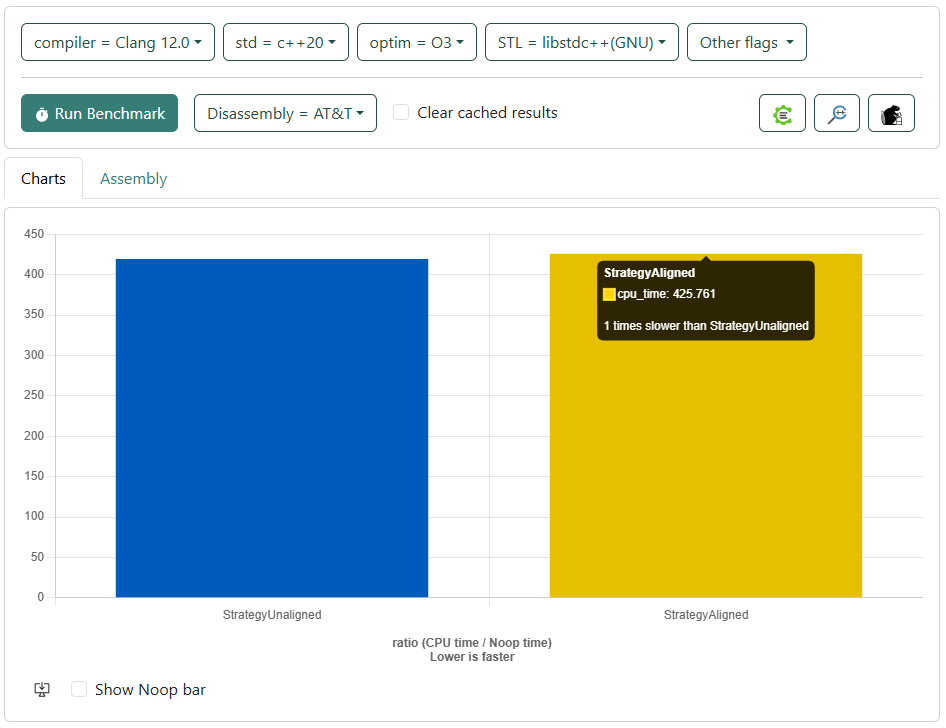 compiler = Clang 12.0 std = c++20 optim = O3 STL = libstdc++(GNU) Other flags
Run Benchmark Disassembly = AT&T Clear cached results
Charts Assembly
450
400
350
300
250
200
150
100
50
0
StrategyAligned
cpu_time: 425.761
1 times slower than StrategyUnaligned
StrategyUnaligned StrategyAligned
ratio (CPU time / Noop time)
Lower is faster
Show Noop bar